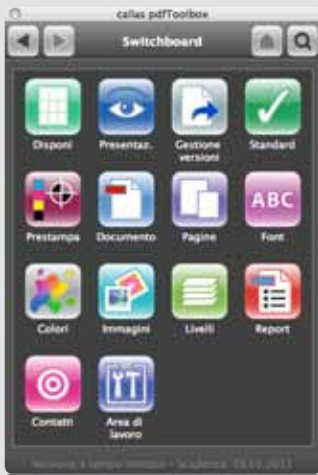 callas pdfToolbox
Switchboard
Disponi
Presentaz.
Gestione
versioni
Standard
Prestampa
Documento
Pagine
ABC
Font
Colori
Immagini
Livelli
Report
Contatti
Area di
lavoro